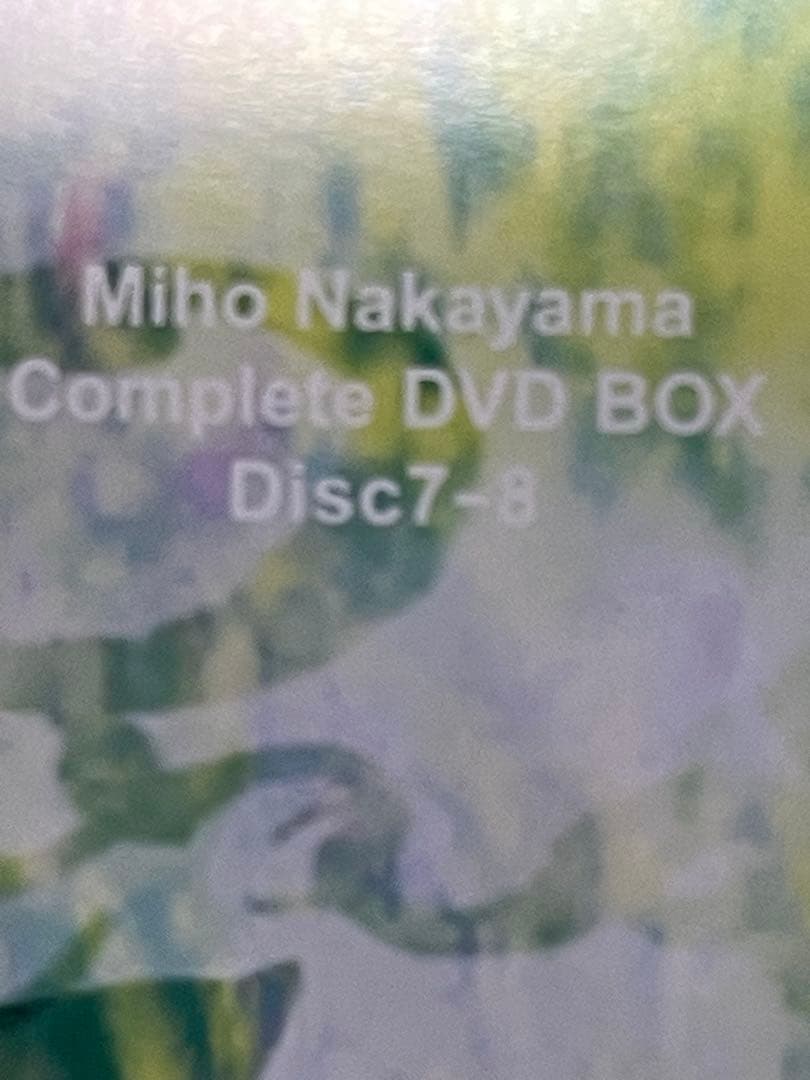 Miho Nakayama
Complete DVD BOX
Disc7-8